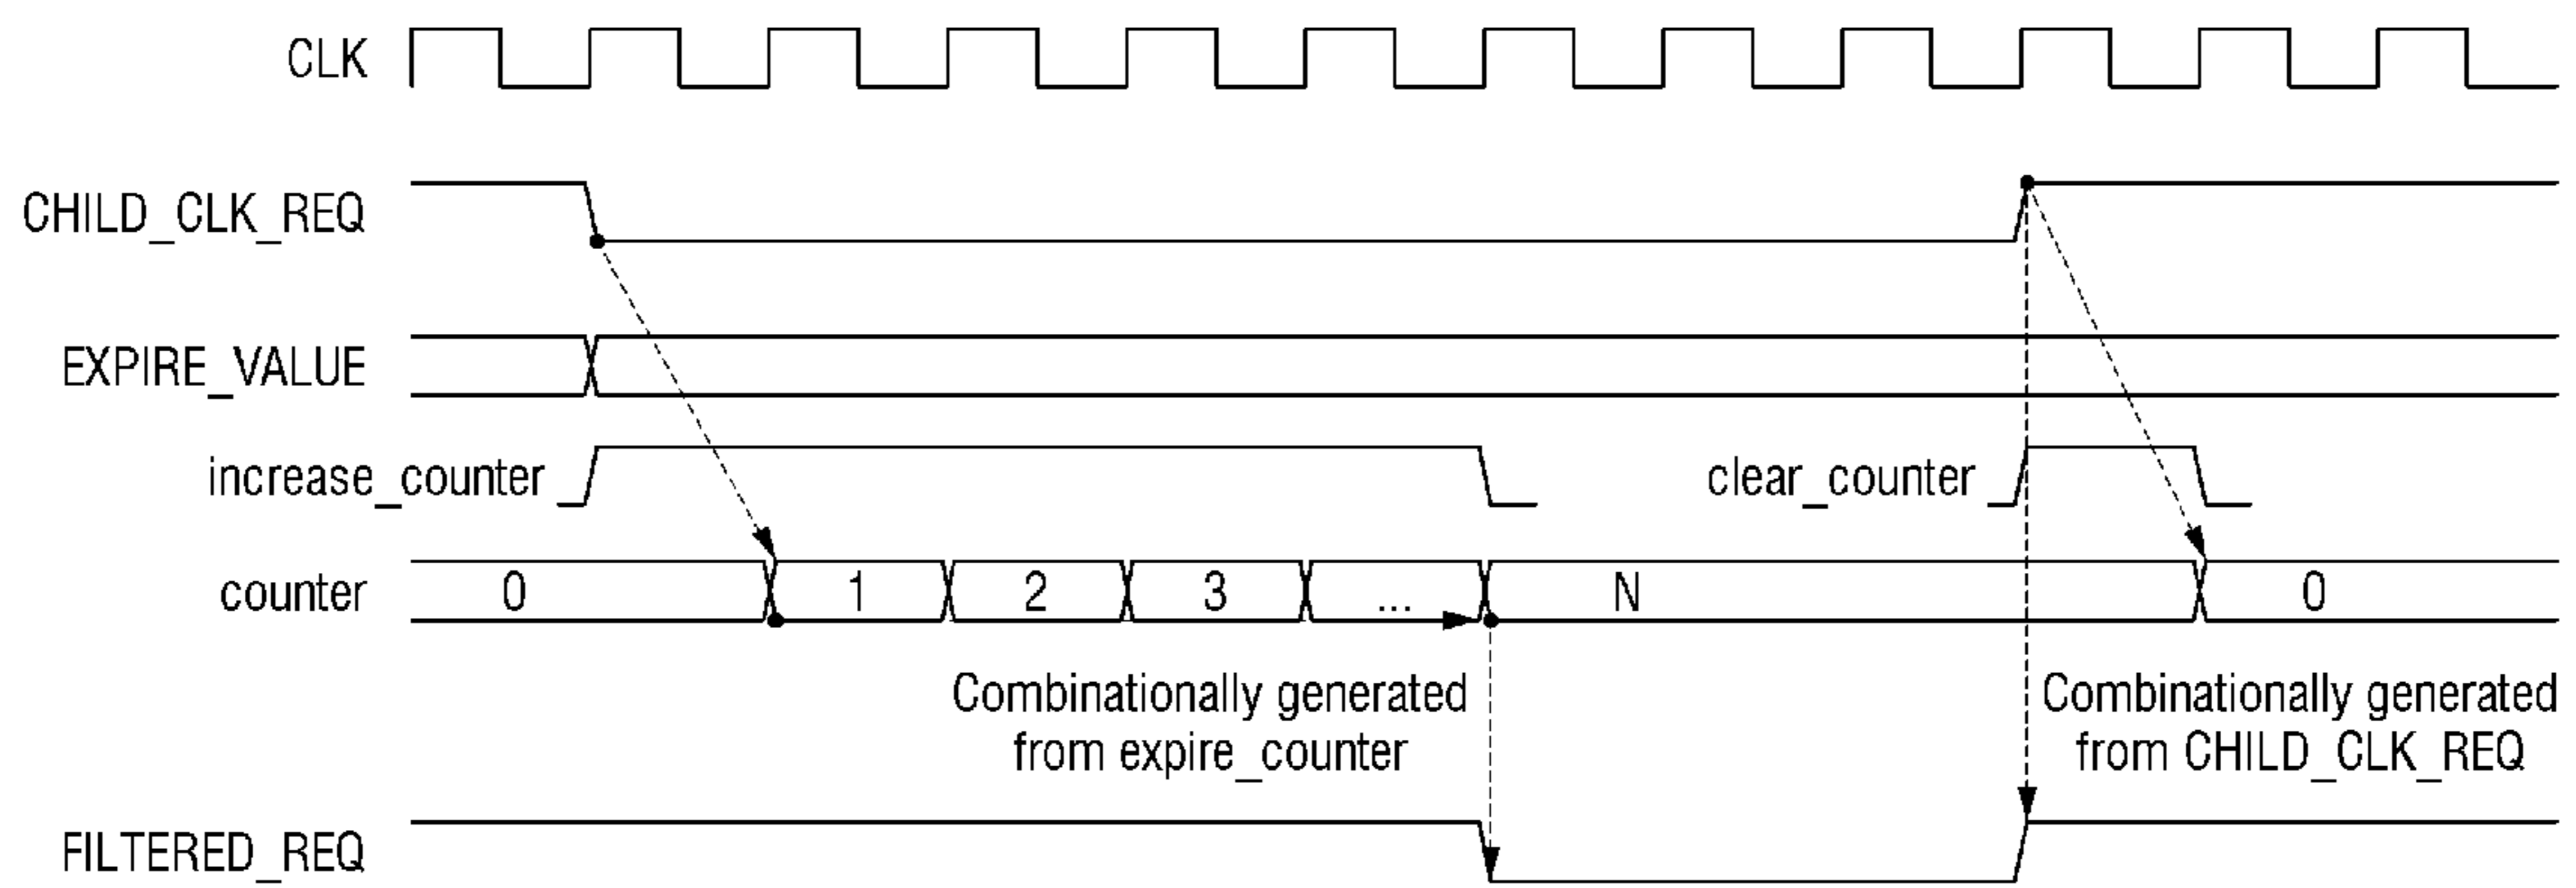 CLK
CHILD_CLK_REQ
EXPIRE_VALUE
increase_counter
clear_counter
counter
0
1
2
3
...
N
0
Combinationally generated
from expire_counter
Combinationally generated
from CHILD_CLK_REQ
FILTERED_REQ